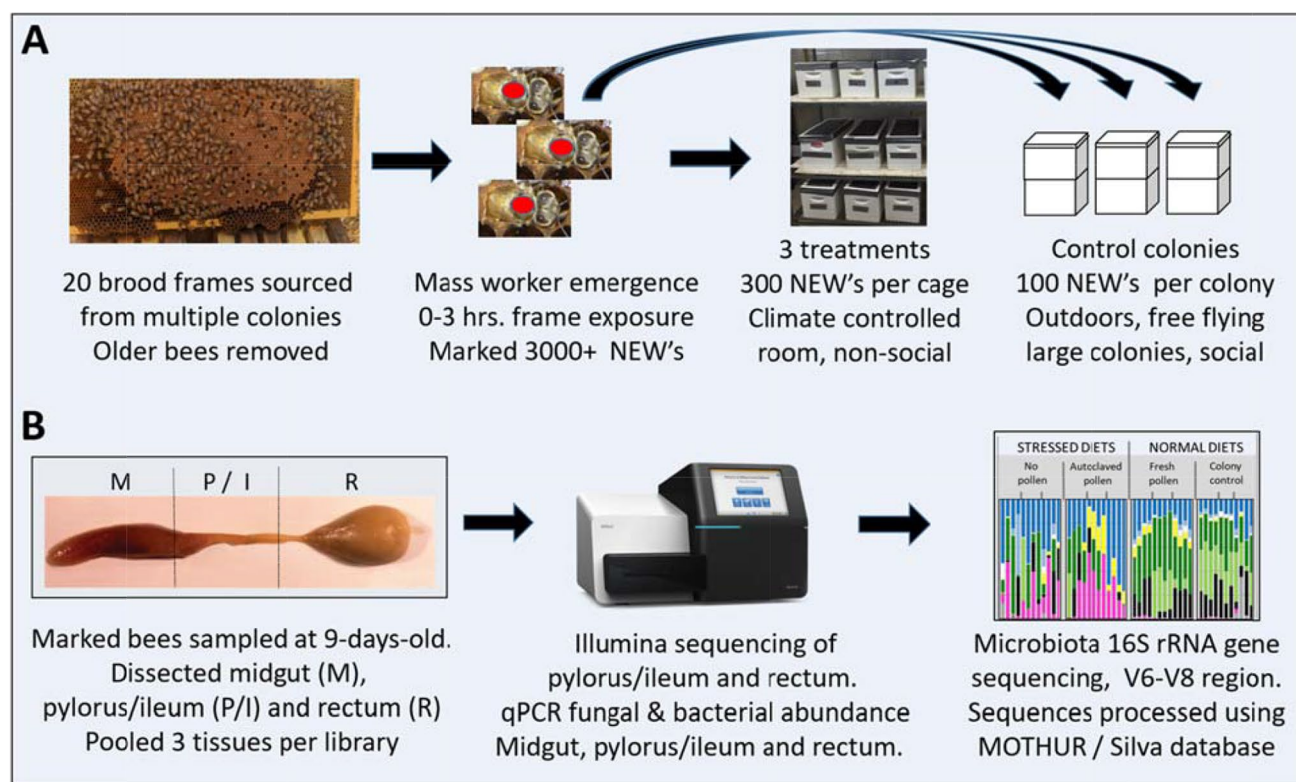 A
20 brood frames sourced
from multiple colonies
Older bees removed
Mass worker emergence
0-3 hrs. frame exposure
Marked 3000+ NEW's
3 treatments
300 NEW's per cage
Climate controlled
room, non-social
Control colonies
100 NEW's per colony
Outdoors, free flying
large colonies, social
B
M P / I R
Marked bees sampled at 9-days-old.
Dissected midgut (M),
pylorus/ileum (P/I) and rectum (R)
Pooled 3 tissues per library
Illumina sequencing of
pylorus/ileum and rectum.
qPCR fungal & bacterial abundance
Midgut, pylorus/ileum and rectum.
STRESSED DIETS NORMAL DIETS
No pollen
Autoclaved pollen
Fresh pollen
Colony control
Microbiota 16S rRNA gene
sequencing, V6-V8 region.
Sequences processed using
MOTHUR / Silva database